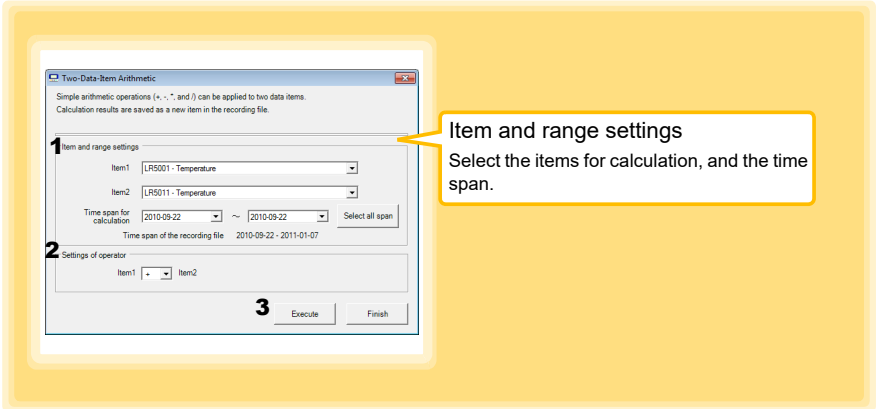 Two-Data-Item Arithmetic
Simple arithmetic operations (+, -, *, and /) can be applied to two data items.
Calculation results are saved as a new item in the recording file.
1
Item and range settings
Item1 LR5001 - Temperature
Item2 LR5011 - Temperature
Time span for
calculation 2010-09-22 ~ 2010-09-22 Select all span
Time span of the recording file 2010-09-22 - 2011-01-07
2
Settings of operator
Item1 + Item2
3 Execute Finish
Item and range settings
Select the items for calculation, and the time
span.